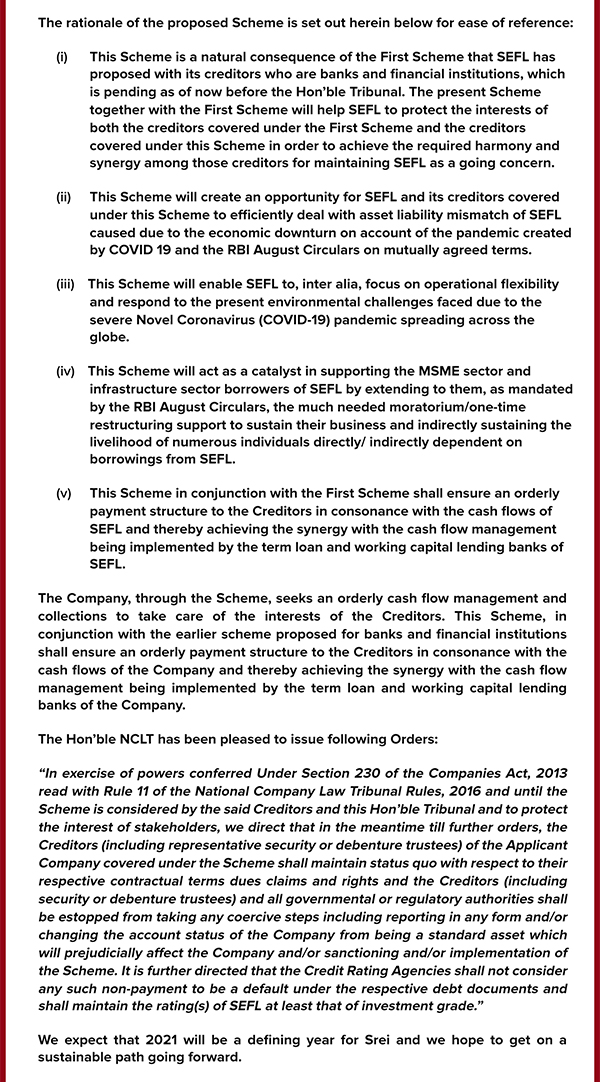 The rationale of the proposed Scheme is set out herein below for ease of reference:
(i) This Scheme is a natural consequence of the First Scheme that SEFL has
proposed with its creditors who are banks and financial institutions, which
is pending as of now before the Hon'ble Tribunal. The present Scheme
together with the First Scheme will help SEFL to protect the interests of
both the creditors covered under the First Scheme and the creditors
covered under this Scheme in order to achieve the required harmony and
synergy among those creditors for maintaining SEFL as a going concern.
(ii) This Scheme will create an opportunity for SEFL and its creditors covered
under this Scheme to efficiently deal with asset liability mismatch of SEFL
caused due to the economic downturn on account of the pandemic created
by COVID 19 and the RBI August Circulars on mutually agreed terms.
(iii) This Scheme will enable SEFL to, inter alia, focus on operational flexibility
and respond to the present environmental challenges faced due to the
severe Novel Coronavirus (COVID-19) pandemic spreading across the
globe.
(iv) This Scheme will act as a catalyst in supporting the MSME sector and
infrastructure sector borrowers of SEFL by extending to them, as mandated
by the RBI August Circulars, the much needed moratorium/one-time
restructuring support to sustain their business and indirectly sustaining the
livelihood of numerous individuals directly/ indirectly dependent on
borrowings from SEFL.
(v) This Scheme in conjunction with the First Scheme shall ensure an orderly
payment structure to the Creditors in consonance with the cash flows of
SEFL and thereby achieving the synergy with the cash flow management
being implemented by the term loan and working capital lending banks of
SEFL.
The Company, through the Scheme, seeks an orderly cash flow management and
collections to take care of the interests of the Creditors. This Scheme, in
conjunction with the earlier scheme proposed for banks and financial institutions
shall ensure an orderly payment structure to the Creditors in consonance with the
cash flows of the Company and thereby achieving the synergy with the cash flow
management being implemented by the term loan and working capital lending
banks of the Company.
The Hon'ble NCLT has been pleased to issue following Orders:
“In exercise of powers conferred Under Section 230 of the Companies Act, 2013
read with Rule 11 of the National Company Law Tribunal Rules, 2016 and until the
Scheme is considered by the said Creditors and this Hon'ble Tribunal and to protect
the interest of stakeholders, we direct that in the meantime till further orders, the
Creditors (including representative security or debenture trustees) of the Applicant
Company covered under the Scheme shall maintain status quo with respect to their
respective contractual terms dues claims and rights and the Creditors (including
security or debenture trustees) and all governmental or regulatory authorities shall
be estopped from taking any coercive steps including reporting in any form and/or
changing the account status of the Company from being a standard asset which
will prejudicially affect the Company and/or sanctioning and/or implementation of
the Scheme. It is further directed that the Credit Rating Agencies shall not consider
any such non-payment to be a default under the respective debt documents and
shall maintain the rating(s) of SEFL at least that of investment grade.”
We expect that 2021 will be a defining year for Srei and we hope to get on a
sustainable path going forward.